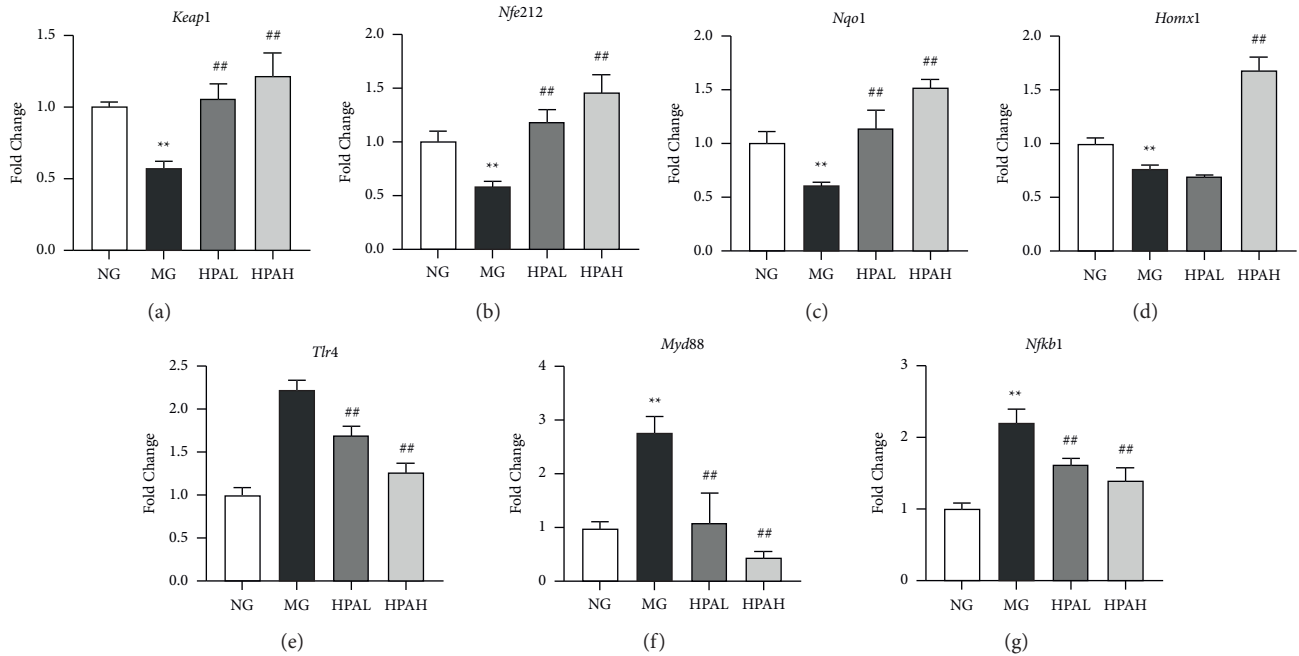 Keap1
Fold Change
1.5
1.0
0.5
0.0
**
##
##
NG MG HPAL HPAH
(a)
Nfe212
Fold Change
2.0
1.5
1.0
0.5
0.0
**
##
##
NG MG HPAL HPAH
(b)
Nqo1
Fold Change
2.0
1.5
1.0
0.5
0.0
**
##
##
NG MG HPAL HPAH
(c)
Homx1
Fold Change
2.0
1.5
1.0
0.5
0.0
**
##
NG MG HPAL HPAH
(d)
Tlr4
Fold Change
2.5
2.0
1.5
1.0
0.5
0.0
##
##
NG MG HPAL HPAH
(e)
Myd88
Fold Change
4
3
2
1
0
**
##
##
NG MG HPAL HPAH
(f)
Nfkb1
Fold Change
3
2
1
0
**
##
##
NG MG HPAL HPAH
(g)